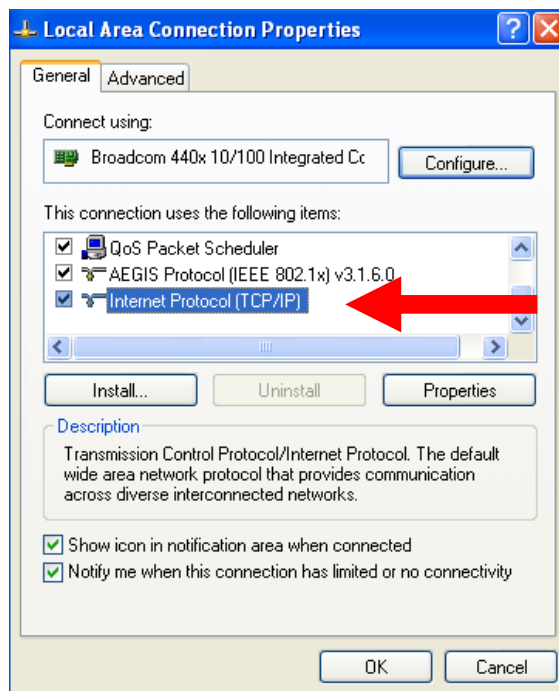 Local Area Connection Properties
General Advanced
Connect using:
Broadcom 440x 10/100 Integrated Cc Configure...
This connection uses the following items:
QoS Packet Scheduler
AEGIS Protocol (IEEE 802.1x) v3.1.6.0
Internet Protocol (TCP/IP)
Install... Uninstall Properties
Description
Transmission Control Protocol/Internet Protocol. The default
wide area network protocol that provides communication
across diverse interconnected networks.
Show icon in notification area when connected
Notify me when this connection has limited or no connectivity
OK Cancel